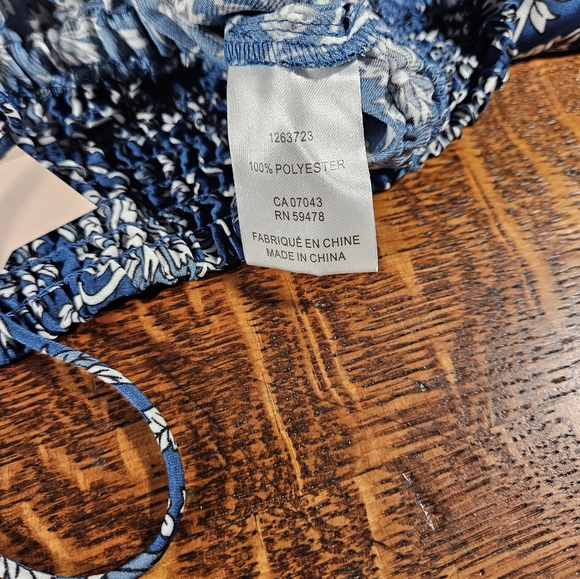 1263723
100% POLYESTER
CA 07043
RN 59478
FABRIQUÉ EN CHINE
MADE IN CHINA